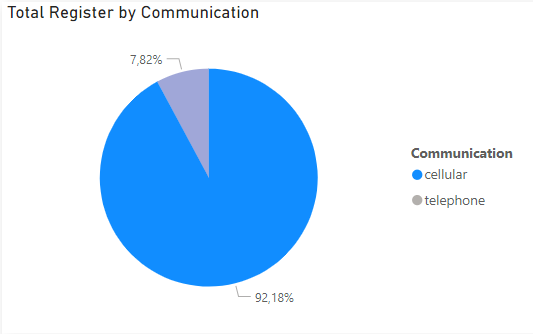 Total Register by Communication
7,82%
Communication
cellular
telephone
92,18%